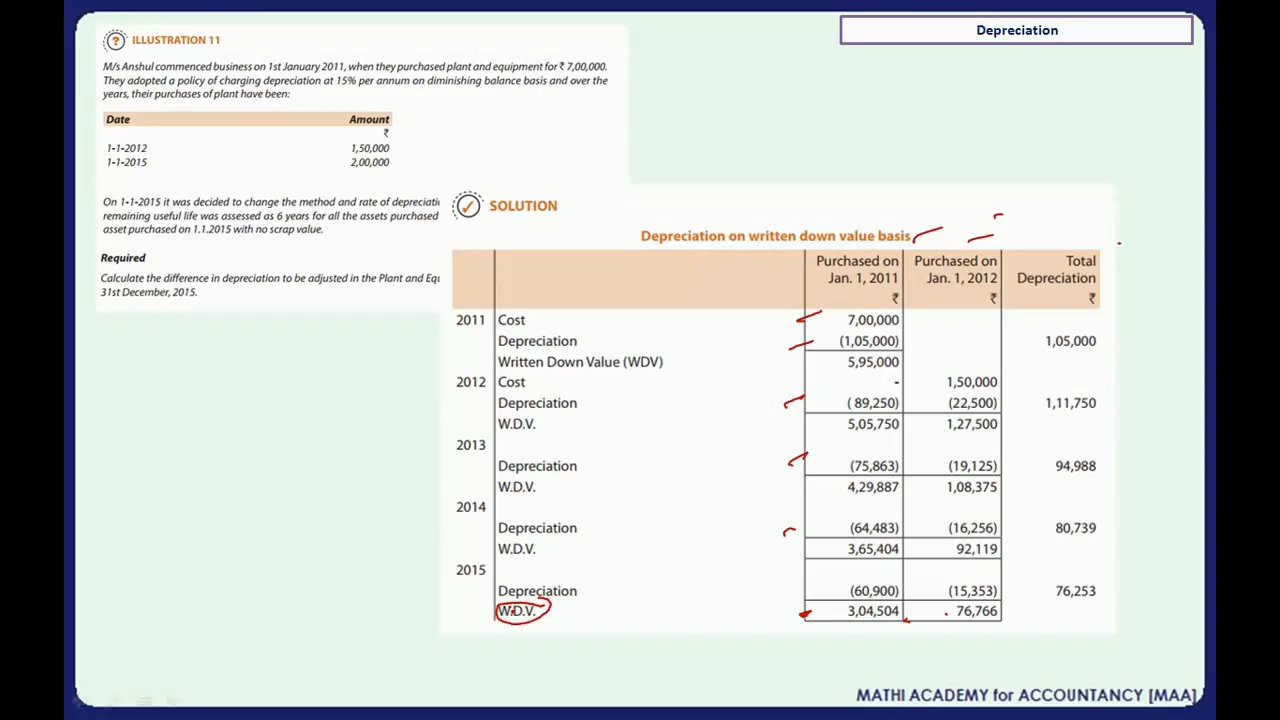 Depreciation
ILLUSTRATION 11
M/s Anshul commenced business on 1st January 2011, when they purchased plant and equipment for ₹ 7,00,000.
They adopted a policy of charging depreciation at 15% per annum on diminishing balance basis and over the
years, their purchases of plant have been:
Date Amount
₹
1-1-2012 1,50,000
1-1-2015 2,00,000
On 1-1-2015 it was decided to change the method and rate of
remaining useful life was assessed as 6 years for all the assets purchased
asset purchased on 1.1.2015 with no scrap value.
Required
Calculate the difference in depreciation to be adjusted in the Plant and
31st December, 2015.
SOLUTION
Depreciation on written down value basis
Purchased on Purchased on Total
Jan. 1, 2011 Jan. 1, 2012 Depreciation
₹ ₹ ₹
2011 Cost 7,00,000
Depreciation (1,05,000) 1,05,000
Written Down Value (WDV) 5,95,000
2012 Cost - 1,50,000
Depreciation ( 89,250) (22,500) 1,11,750
W.D.V. 5,05,750 1,27,500
2013
Depreciation (75,863) (19,125) 94,988
W.D.V. 4,29,887 1,08,375
2014
Depreciation (64,483) (16,256) 80,739
W.D.V. 3,65,404 92,119
2015
Depreciation (60,900) (15,353) 76,253
W.D.V. 3,04,504 76,766
MATHI ACADEMY for ACCOUNTANCY [MAA]